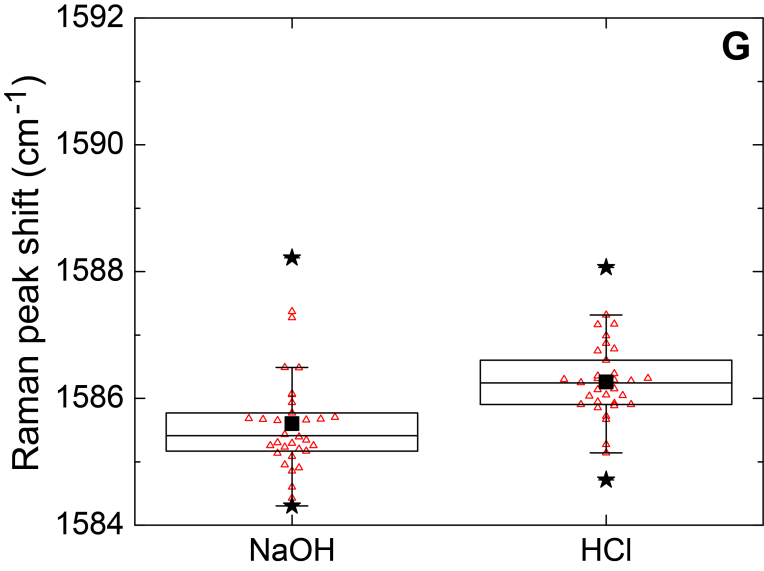 G
Raman peak shift (cm-1)
1592
1590
1588
1586
1584
NaOH
HCl